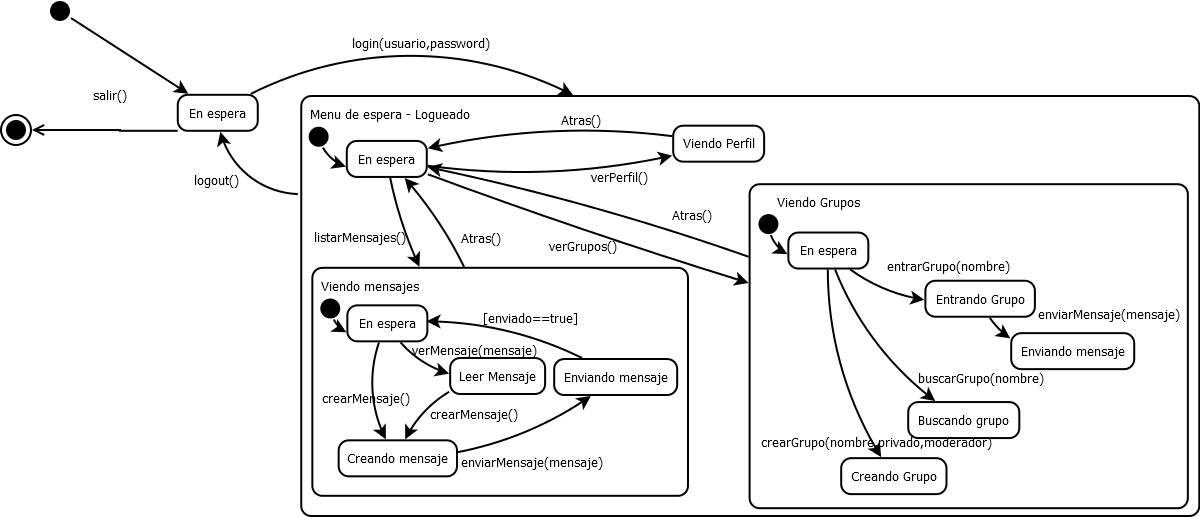 login(usuario,password)
salir()
En espera
logout()
Menu de espera - Logueado
En espera
Atras()
Viendo Perfil
verPerfil()
listarMensajes()
Atras()
verGrupos()
Atras()
Viendo mensajes
En espera
[enviado==true]
verMensaje(mensaje)
Leer Mensaje
Enviando mensaje
crearMensaje()
crearMensaje()
Creando mensaje
enviarMensaje(mensaje)
Viendo Grupos
En espera
entrarGrupo(nombre)
Entrando Grupo
enviarMensaje(mensaje)
Enviando mensaje
buscarGrupo(nombre)
Buscando grupo
crearGrupo(nombre,privado,moderador)
Creando Grupo